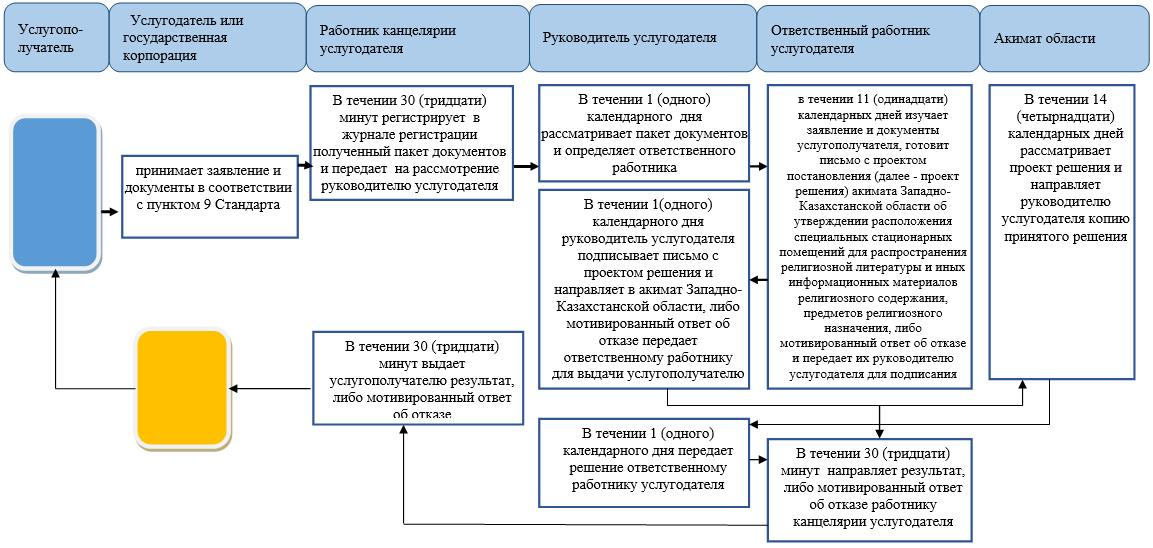 Услугопо-
лучатель
Услугодатель или
государственная
корпорация
Работник канцелярии
услугодателя
Руководитель услугодателя
Ответственный работник
услугодателя
Акимат области
принимает заявление и
документы в соответствии
с пунктом 9 Стандарта
В течении 30 (тридцати)
минут регистрирует в
журнале регистрации
полученный пакет документов
и передает на рассмотрение
руководителю услугодателя
В течении 1 (одного)
календарного дня
рассматривает пакет документов
и определяет ответственного
работника
в течении 11 (одинадцати)
календарных дней изучает
заявление и документы
услугополучателя, готовит
письмо с проектом
постановления (далее - проект
решения) акимата Западно-
Казахстанской области об
утверждении расположения
специальных стационарных
помещений для распространения
религиозной литературы и иных
информационных материалов
религиозного содержания,
предметов религиозного
назначения, либо
мотивированный ответ об отказе
и передает их руководителю
услугодателя для подписания
В течении 14
(четырнадцати)
календарных дней
рассматривает
проект решения и
направляет
руководителю
услугодателя копию
принятого решения
В течении 1(одного)
календарного дня
руководитель услугодателя
подписывает письмо с
проектом решения и
направляет в акимат Западно-
Казахстанской области, либо
мотивированный ответ об
отказе передает
ответственному работнику
для выдачи услугополучателю
В течении 30 (тридцати)
минут выдает
услугополучателю результат,
либо мотивированный ответ
об отказе
В течении 1 (одного)
календарного дня передает
решение ответственному
работнику услугодателя
В течении 30 (тридцати)
минут направляет результат,
либо мотивированный ответ
об отказе работнику
канцелярии услугодателя